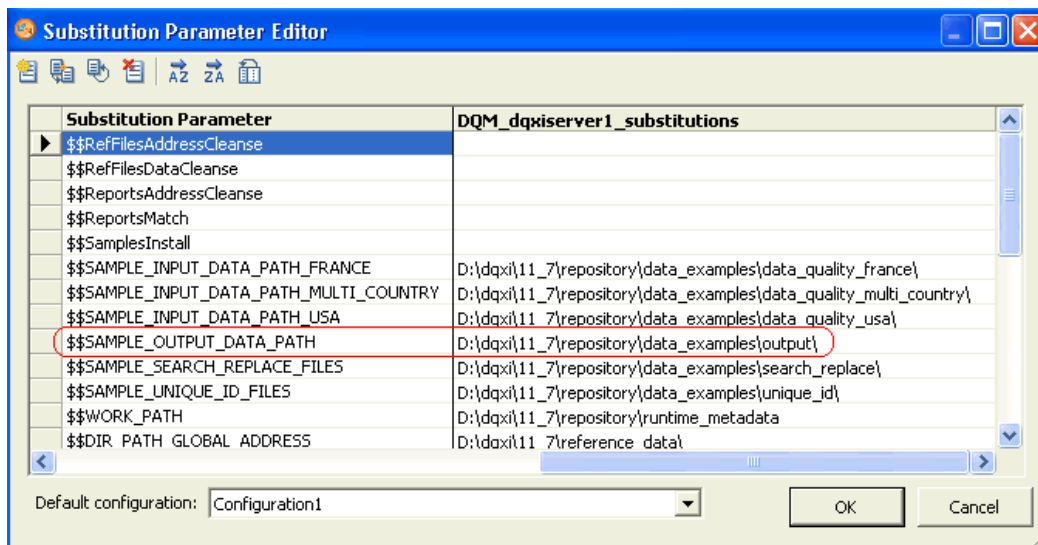 Substitution Parameter Editor
AZ ZA
Substitution Parameter DQM_dqxiserver1_substitutions
$$RefFilesAddressCleanse
$$RefFilesDataCleanse
$$ReportsAddressCleanse
$$ReportsMatch
$$SamplesInstall
$$SAMPLE_INPUT_DATA_PATH_FRANCE D:\dqxi\11_7\repository\data_examples\data_quality_france\
$$SAMPLE_INPUT_DATA_PATH_MULTI_COUNTRY D:\dqxi\11_7\repository\data_examples\data_quality_multi_country\
$$SAMPLE_INPUT_DATA_PATH_USA D:\dqxi\11_7\repository\data_examples\data_quality_usa\
$$SAMPLE_OUTPUT_DATA_PATH D:\dqxi\11_7\repository\data_examples\output\
$$SAMPLE_SEARCH_REPLACE_FILES D:\dqxi\11_7\repository\data_examples\search_replace\
$$SAMPLE_UNIQUE_ID_FILES D:\dqxi\11_7\repository\data_examples\unique_id\
$$WORK_PATH D:\dqxi\11_7\repository\runtime_metadata
$$DIR_PATH_GLOBAL_ADDRESS D:\dqxi\11_7\reference_data\
Default configuration: Configuration1 OK Cancel